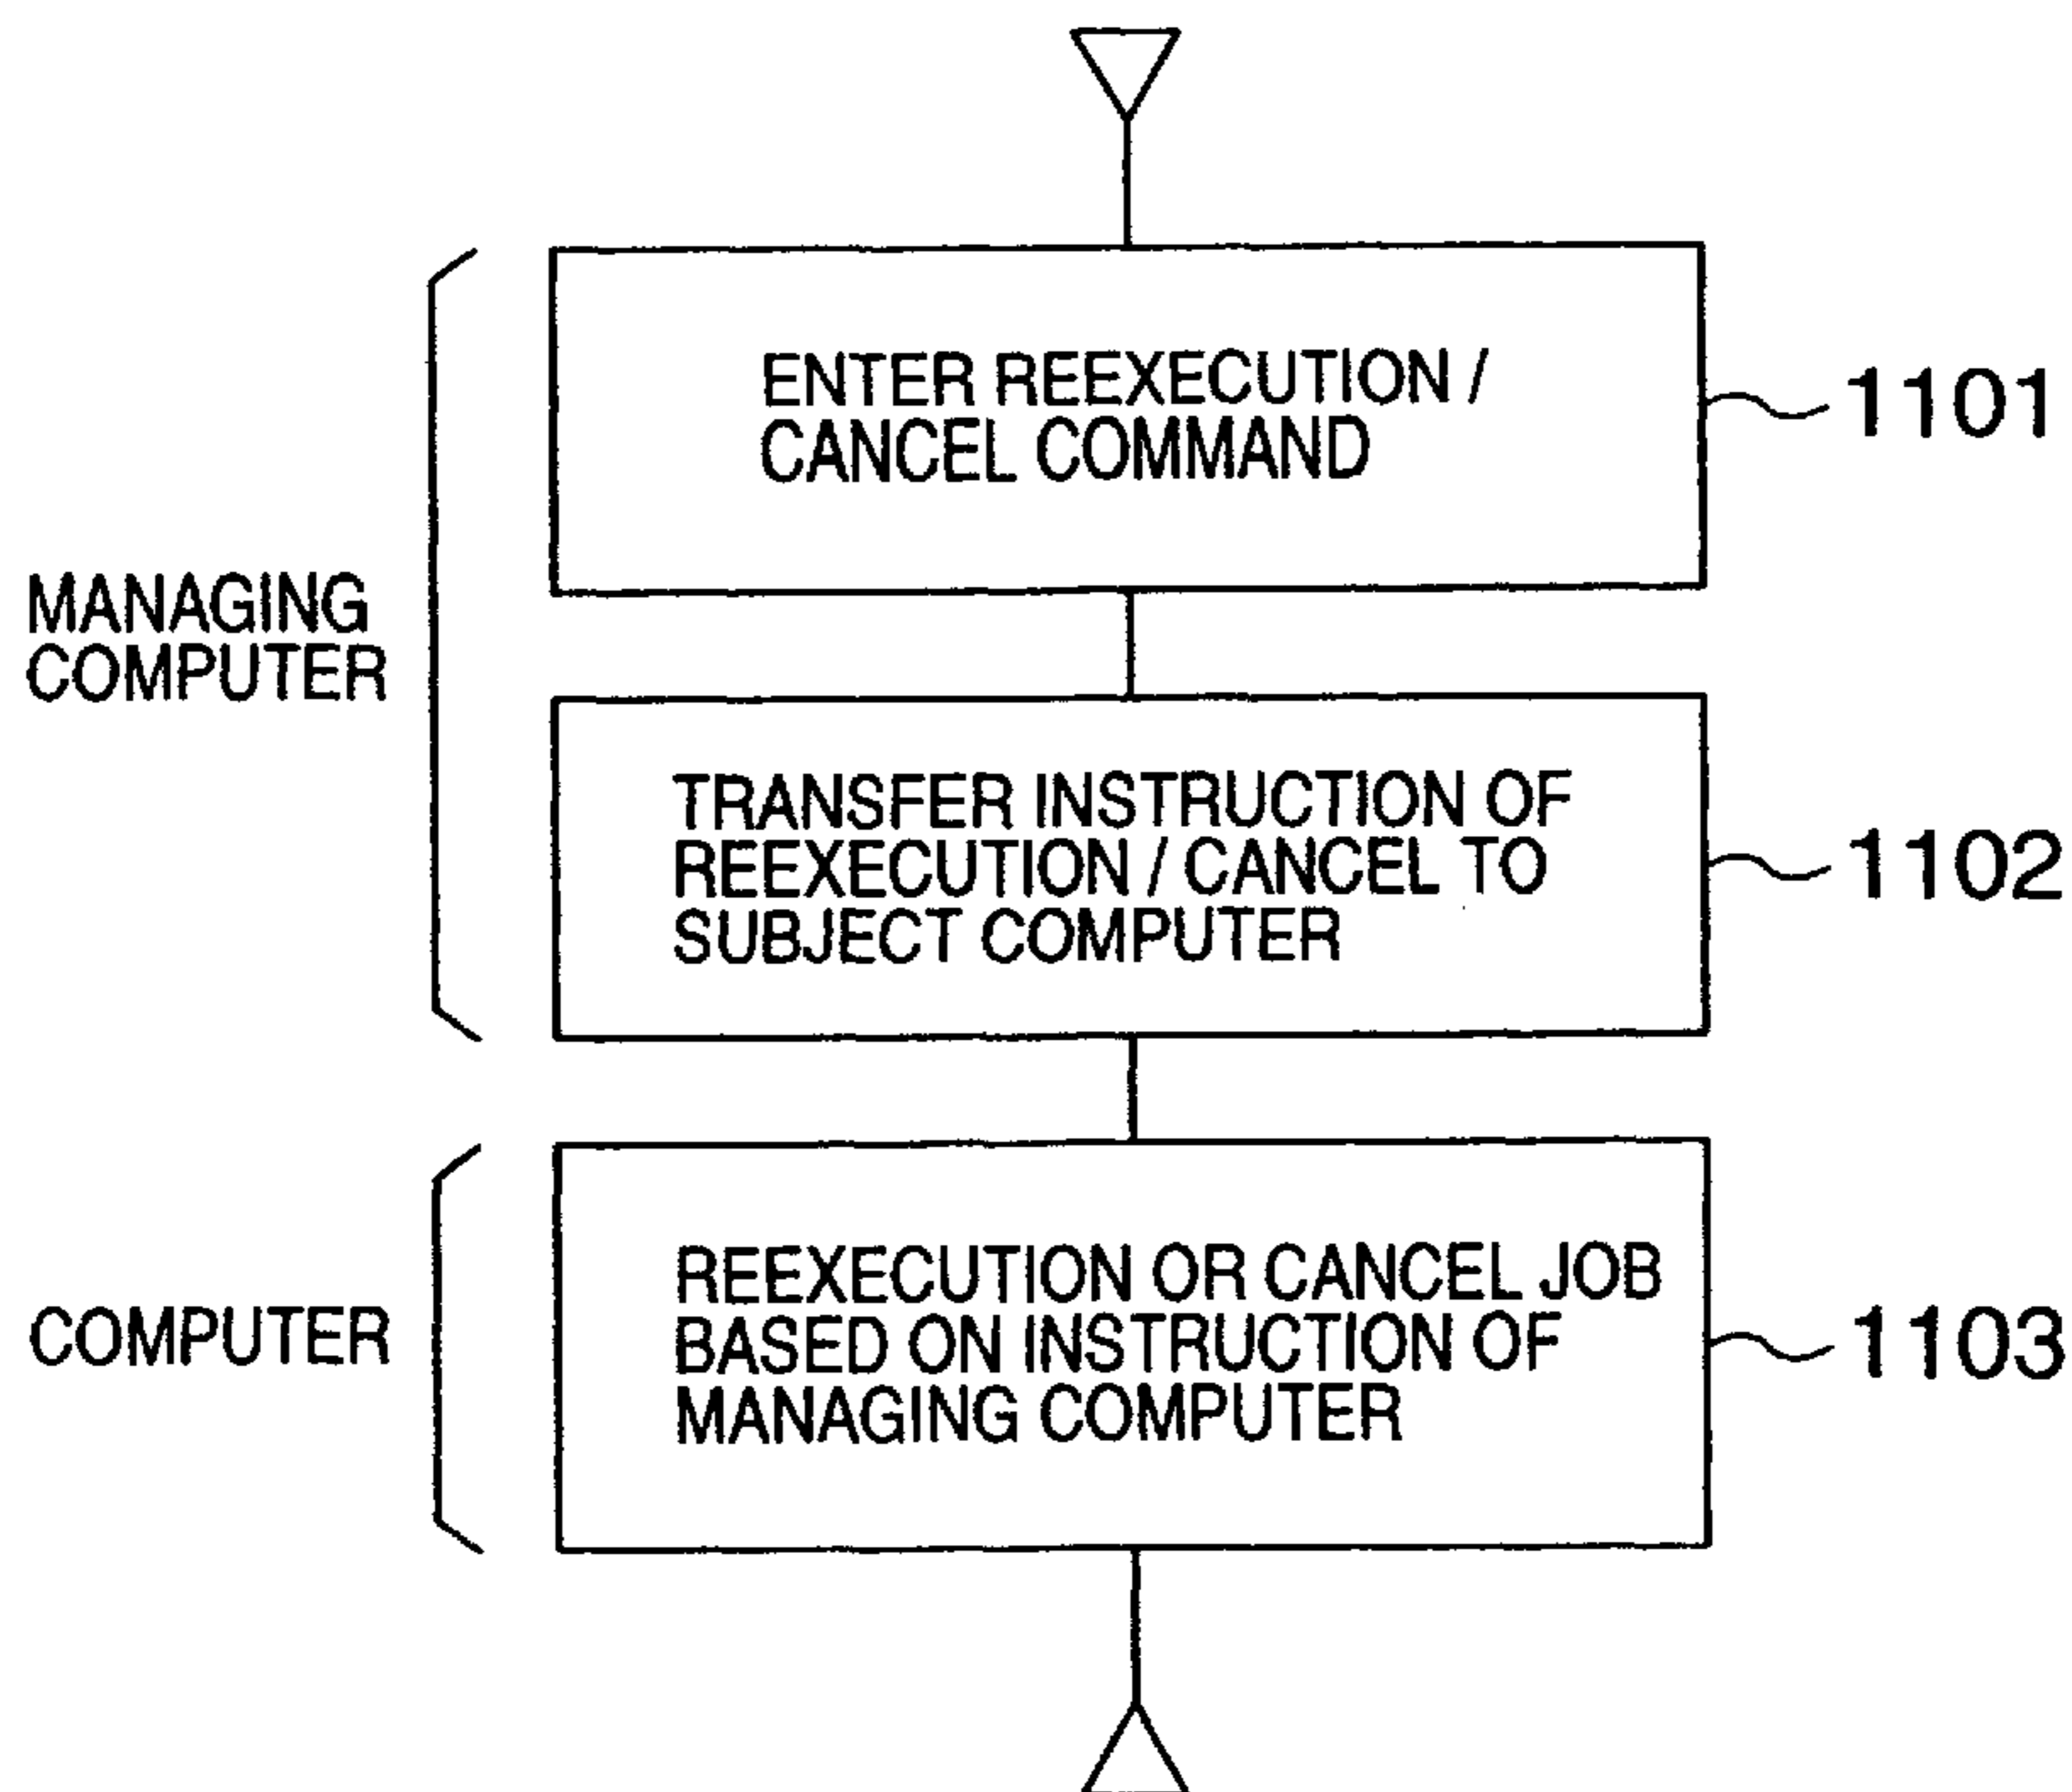 ENTER REEXECUTION /
CANCEL COMMAND
1101
MANAGING
COMPUTER
TRANSFER INSTRUCTION OF
REEXECUTION / CANCEL TO
SUBJECT COMPUTER
1102
COMPUTER
REEXECUTION OR CANCEL JOB
BASED ON INSTRUCTION OF
MANAGING COMPUTER
1103